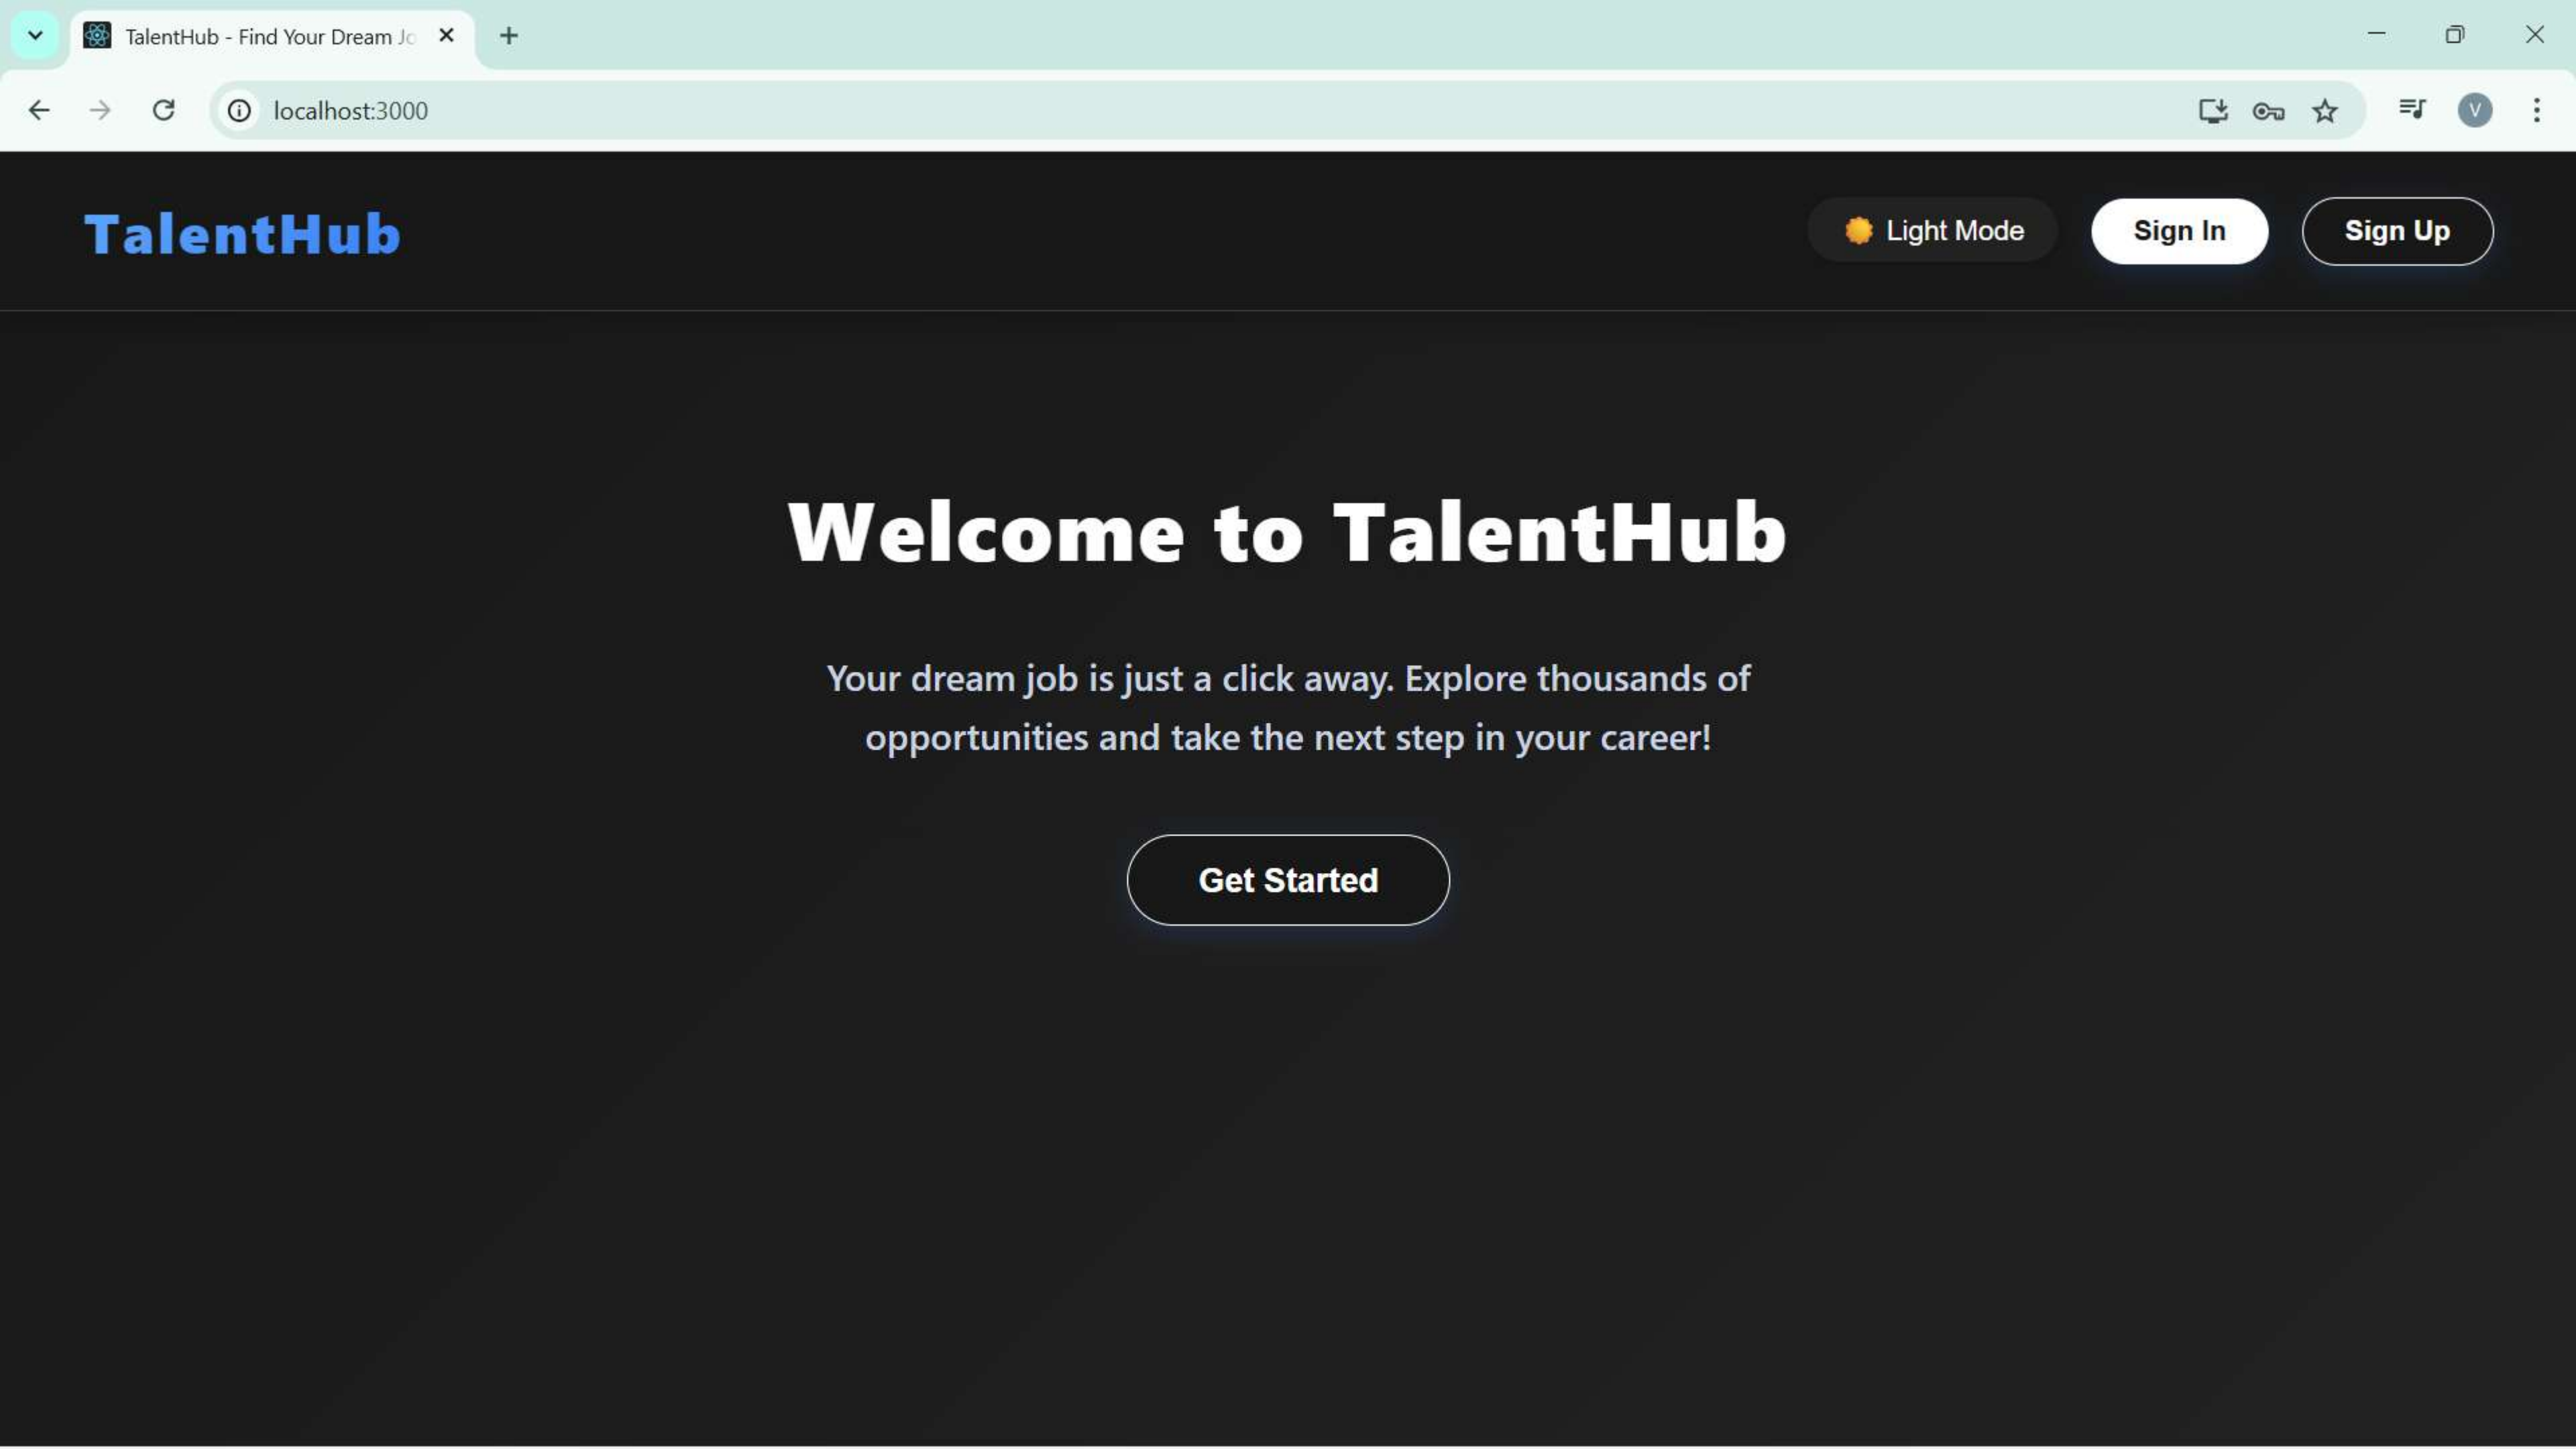 TalentHub - Find Your Dream Jo
localhost:3000
V
TalentHub
Light Mode
Sign In
Sign Up
Welcome to TalentHub
Your dream job is just a click away. Explore thousands of
opportunities and take the next step in your career!
Get Started